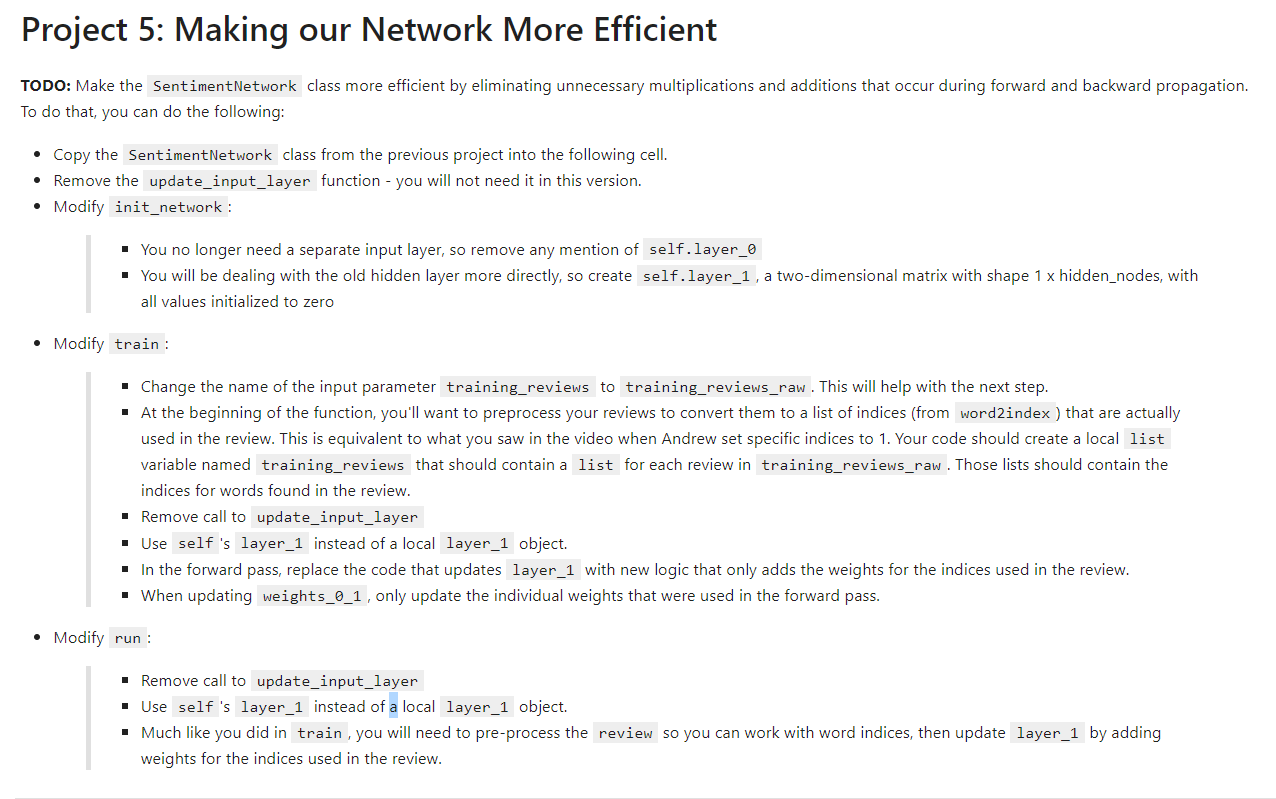 Project 5: Making our Network More Efficient
TODO: Make the SentimentNetwork class more efficient by eliminating unnecessary multiplications and additions that occur during forward and backward propagation.
To do that, you can do the following:
Copy the SentimentNetwork class from the previous project into the following cell.
Remove the update_input_layer function - you will not need it in this version.
Modify init_network:
You no longer need a separate input layer, so remove any mention of self.layer_0
You will be dealing with the old hidden layer more directly, so create self.layer_1, a two-dimensional matrix with shape 1 x hidden_nodes, with
all values initialized to zero
Modify train:
Change the name of the input parameter training_reviews to training_reviews_raw. This will help with the next step.
At the beginning of the function, you'll want to preprocess your reviews to convert them to a list of indices (from word2index) that are actually
used in the review. This is equivalent to what you saw in the video when Andrew set specific indices to 1. Your code should create a local list
variable named training_reviews that should contain a list for each review in training_reviews_raw. Those lists should contain the
indices for words found in the review.
Remove call to update_input_layer
Use self's layer_1 instead of a local layer_1 object.
In the forward pass, replace the code that updates layer_1 with new logic that only adds the weights for the indices used in the review.
When updating weights_0_1, only update the individual weights that were used in the forward pass.
Modify run:
Remove call to update_input_layer
Use self's layer_1 instead of a local layer_1 object.
Much like you did in train, you will need to pre-process the review so you can work with word indices, then update layer_1 by adding
weights for the indices used in the review.